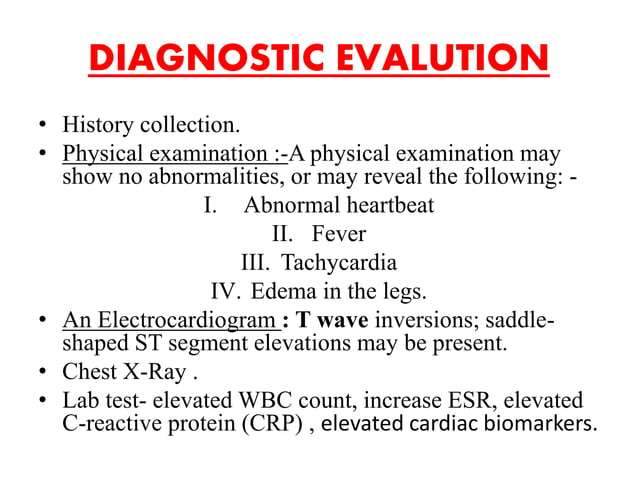 DIAGNOSTIC EVALUTION
• History collection.
• Physical examination :-A physical examination may
show no abnormalities, or may reveal the following: -
I. Abnormal heartbeat
II. Fever
III. Tachycardia
IV. Edema in the legs.
• An Electrocardiogram : T wave inversions; saddle-
shaped ST segment elevations may be present.
• Chest X-Ray .
• Lab test- elevated WBC count, increase ESR, elevated
C-reactive protein (CRP) , elevated cardiac biomarkers.